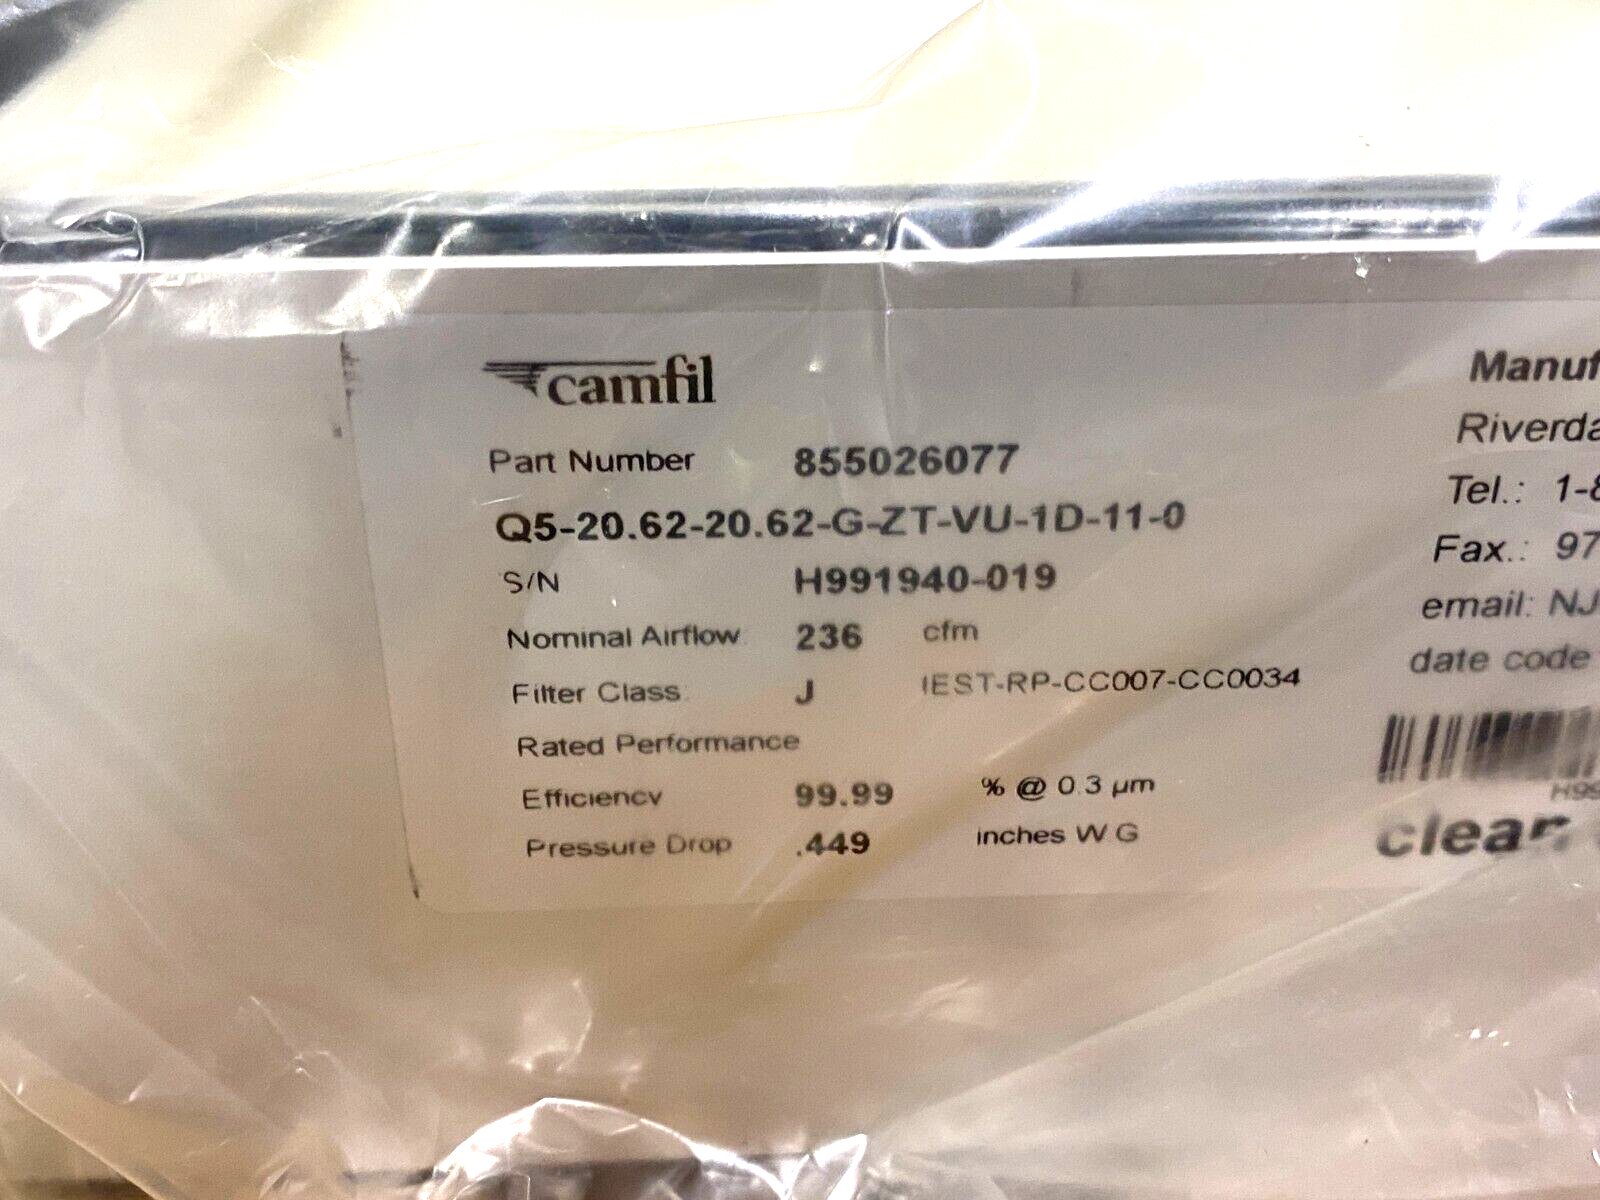 camfil
Part Number 855026077
Q5-20.62-20.62-G-ZT-VU-1D-11-0
S/N H991940-019
Nominal Airflow: 236 cfm
Filter Class: J IEST-RP-CC007-CC0034
Rated Performance
Efficiency 99.99 % @ 0.3 µm
Pressure Drop .449 inches W G
Manuf
Riverda
Tel.: 1-8
Fax.: 97
email: NJ
date code
H99
clean